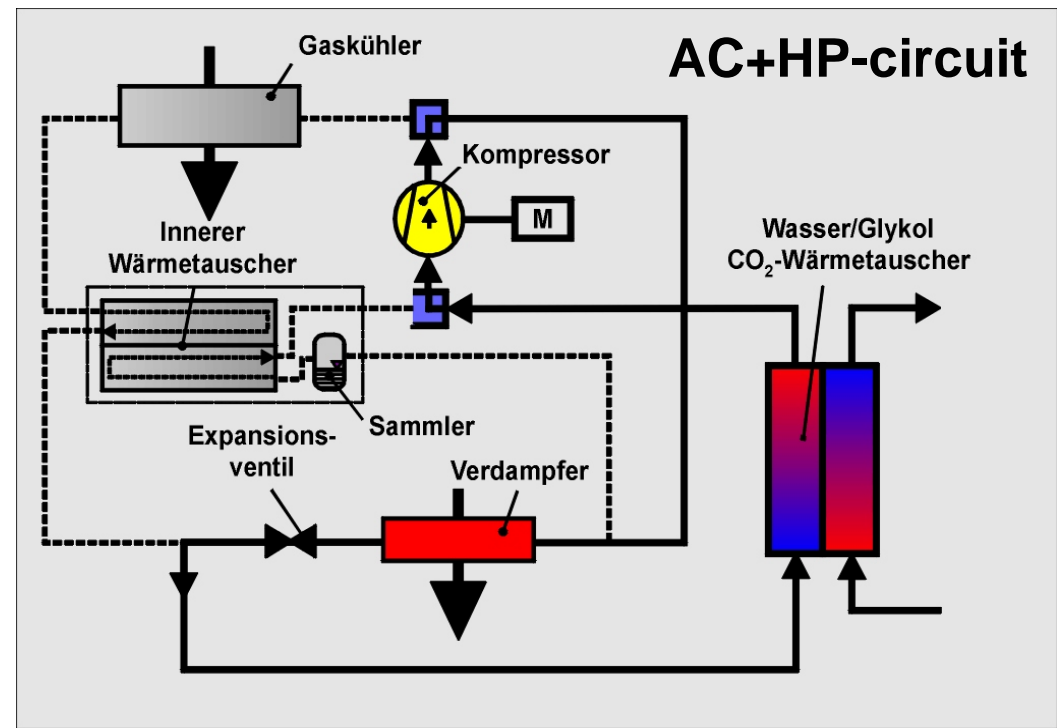 AC+HP-circuit
Gaskühler
Kompressor
M
Innerer
Wärmetauscher
Wasser/Glykol
CO₂-Wärmetauscher
Sammler
Expansions-
ventil
Verdampfer